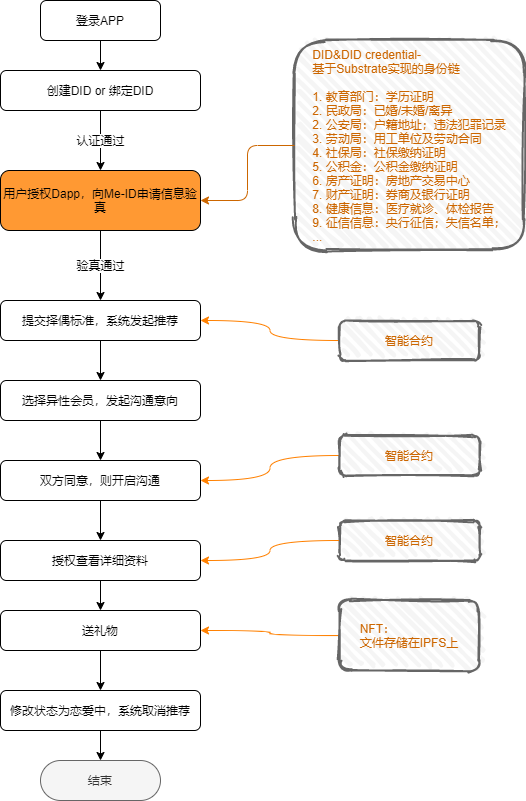 登录APP
创建DID or 绑定DID
认证通过
用户授权Dapp，向Me-ID申请信息验
真
DID&DID credential-
基于Substrate实现的身份链
1. 教育部门：学历证明
2. 民政局：已婚/未婚/离异
2. 公安局：户籍地址；违法犯罪记录
3. 劳动局：用工单位及劳动合同
4. 社保局：社保缴纳证明
5. 公积金：公积金缴纳证明
6. 房产证明：房地产交易中心
7. 财产证明：券商及银行证明
8. 健康信息：医疗就诊、体检报告
9. 征信信息：央行征信；失信名单；
...
验真通过
提交择偶标准，系统发起推荐
智能合约
选择异性会员，发起沟通意向
双方同意，则开启沟通
智能合约
授权查看详细资料
智能合约
送礼物
NFT：
文件存储在IPFS上
修改状态为恋爱中，系统取消推荐
结束